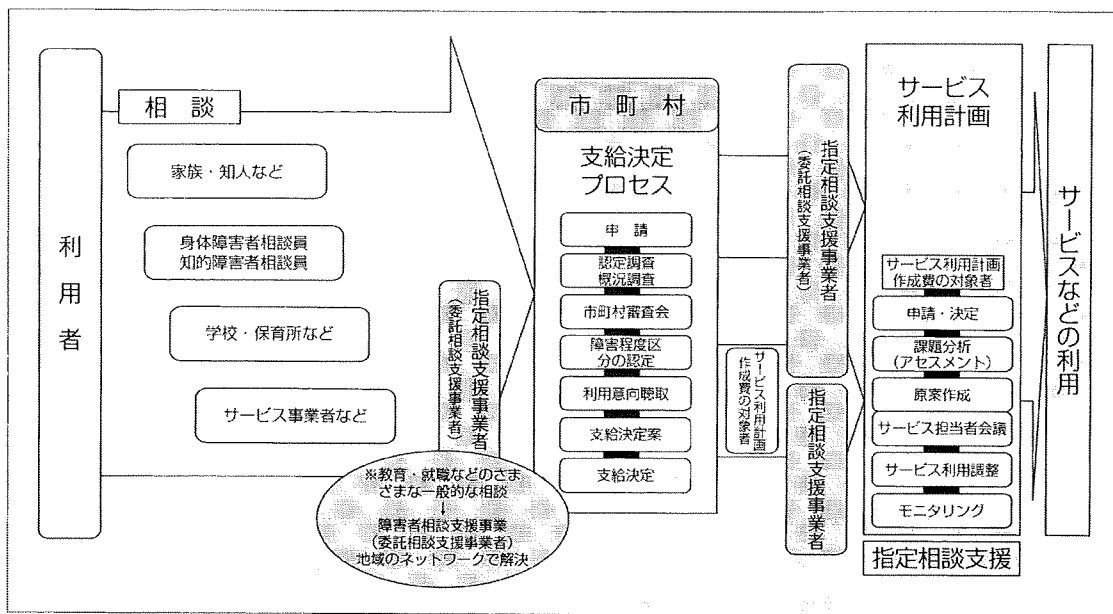 利用者
相 談
家族・知人など
身体障害者相談員
知的障害者相談員
学校・保育所など
サービス事業者など
指定相談支援事業者
(委託相談支援事業者)
※教育・就職などのさま
ざまな一般的な相談
↓
障害者相談支援事業
(委託相談支援事業者)
地域のネットワークで解決
市 町 村
支給決定
プロセス
申 請
認定調査
概況調査
市町村審査会
障害程度区
分の認定
利用意向聴取
支給決定案
支給決定
サービス利用計画
作成費の対象者
指定相談支援事業者
(委託相談支援事業者)
指定相談支援事業者
サービス
利用計画
サービス利用計画
作成費の対象者
申請・決定
課題分析
(アセスメント)
原案作成
サービス担当者会議
サービス利用調整
モニタリング
指定相談支援
サービスなどの利用